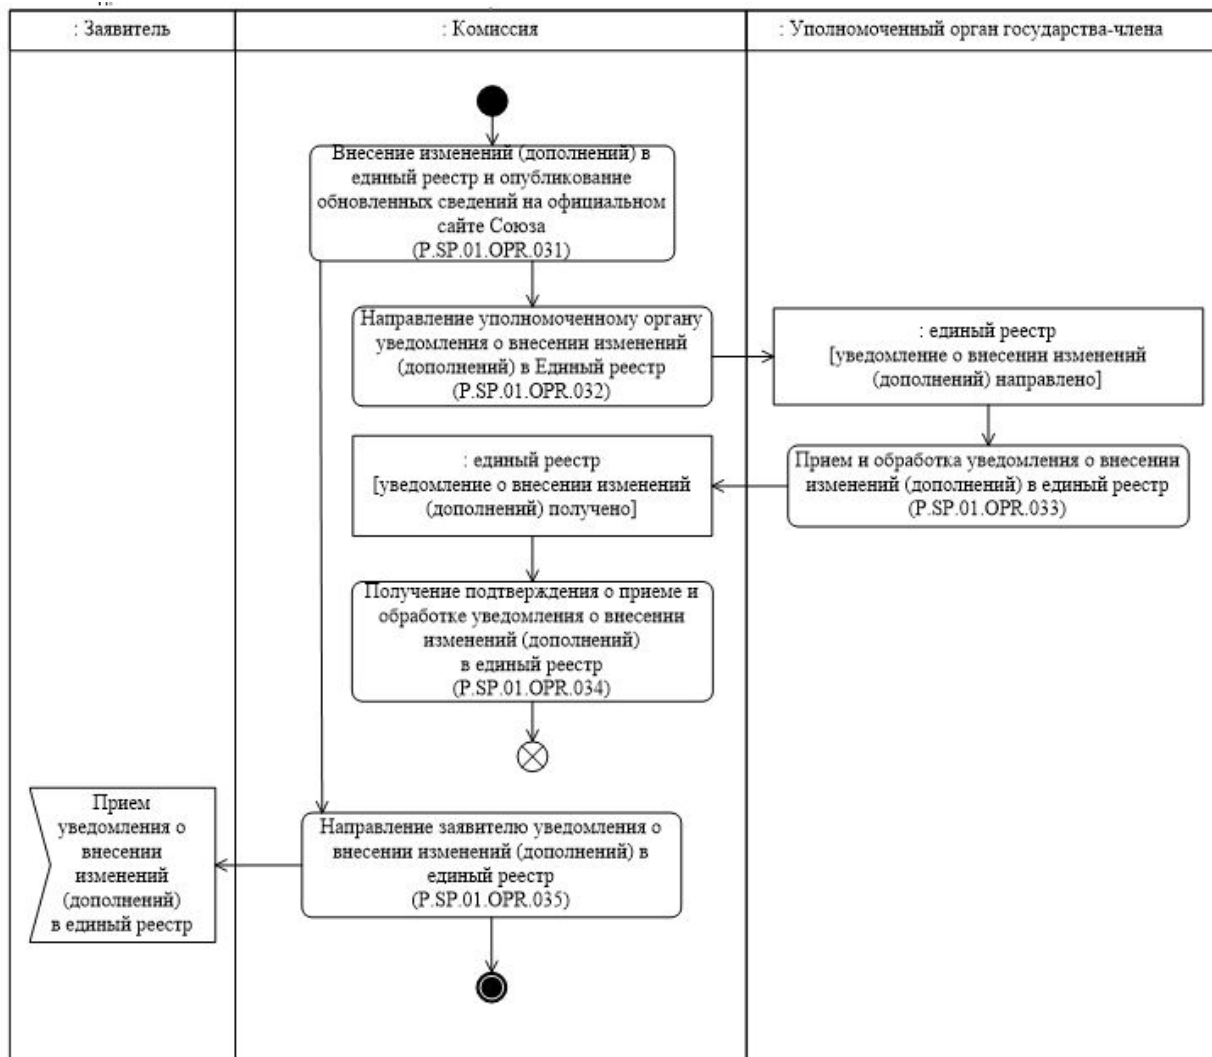 : Заявитель
: Комиссия
: Уполномоченный орган государства-члена
Внесение изменений (дополнений) в
единый реестр и опубликование
обновленных сведений на официальном
сайте Союза
(P.SP.01.OPR.031)
Направление уполномоченному органу
уведомления о внесении изменений
(дополнений) в Единый реестр
(P.SP.01.OPR.032)
: единый реестр
[уведомление о внесении изменений
(дополнений) направлено]
Прием и обработка уведомления о внесении
изменений (дополнений) в единый реестр
(P.SP.01.OPR.033)
: единый реестр
[уведомление о внесении изменений
(дополнений) получено]
Получение подтверждения о приеме и
обработке уведомления о внесении
изменений (дополнений)
в единый реестр
(P.SP.01.OPR.034)
Направление заявителю уведомления о
внесении изменений (дополнений) в
единый реестр
(P.SP.01.OPR.035)
Прием
уведомления о
внесении
изменений
(дополнений)
в единый реестр